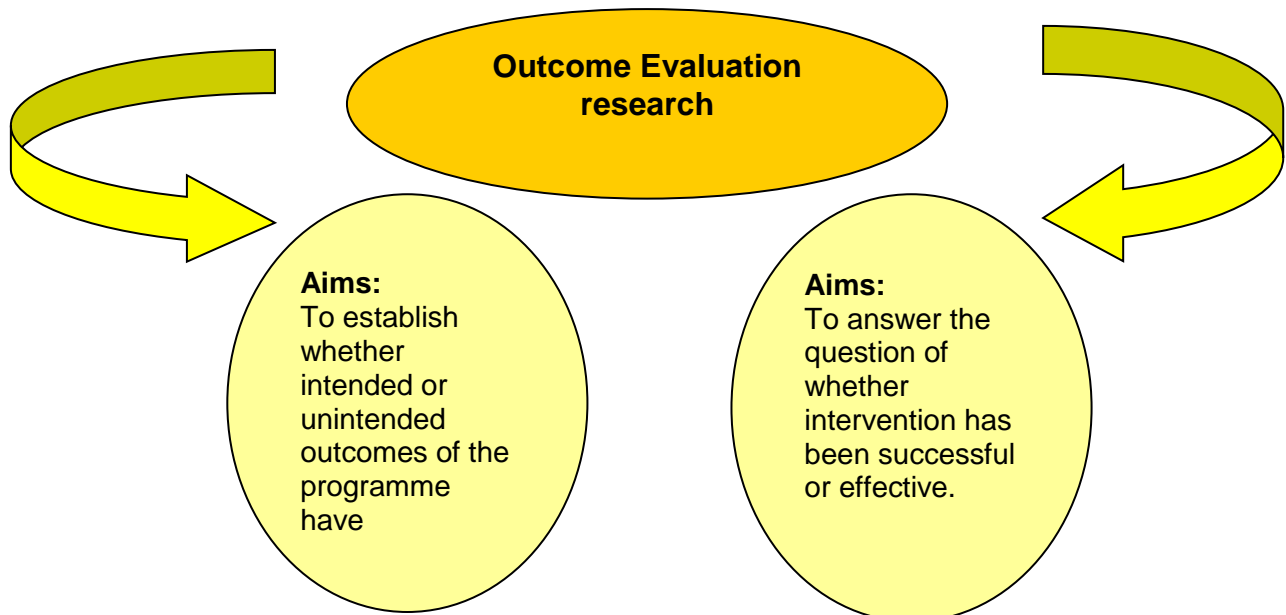 Outcome Evaluation
research
Aims:
To establish
whether
intended or
unintended
outcomes of the
programme
have
Aims:
To answer the
question of
whether
intervention has
been successful
or effective.